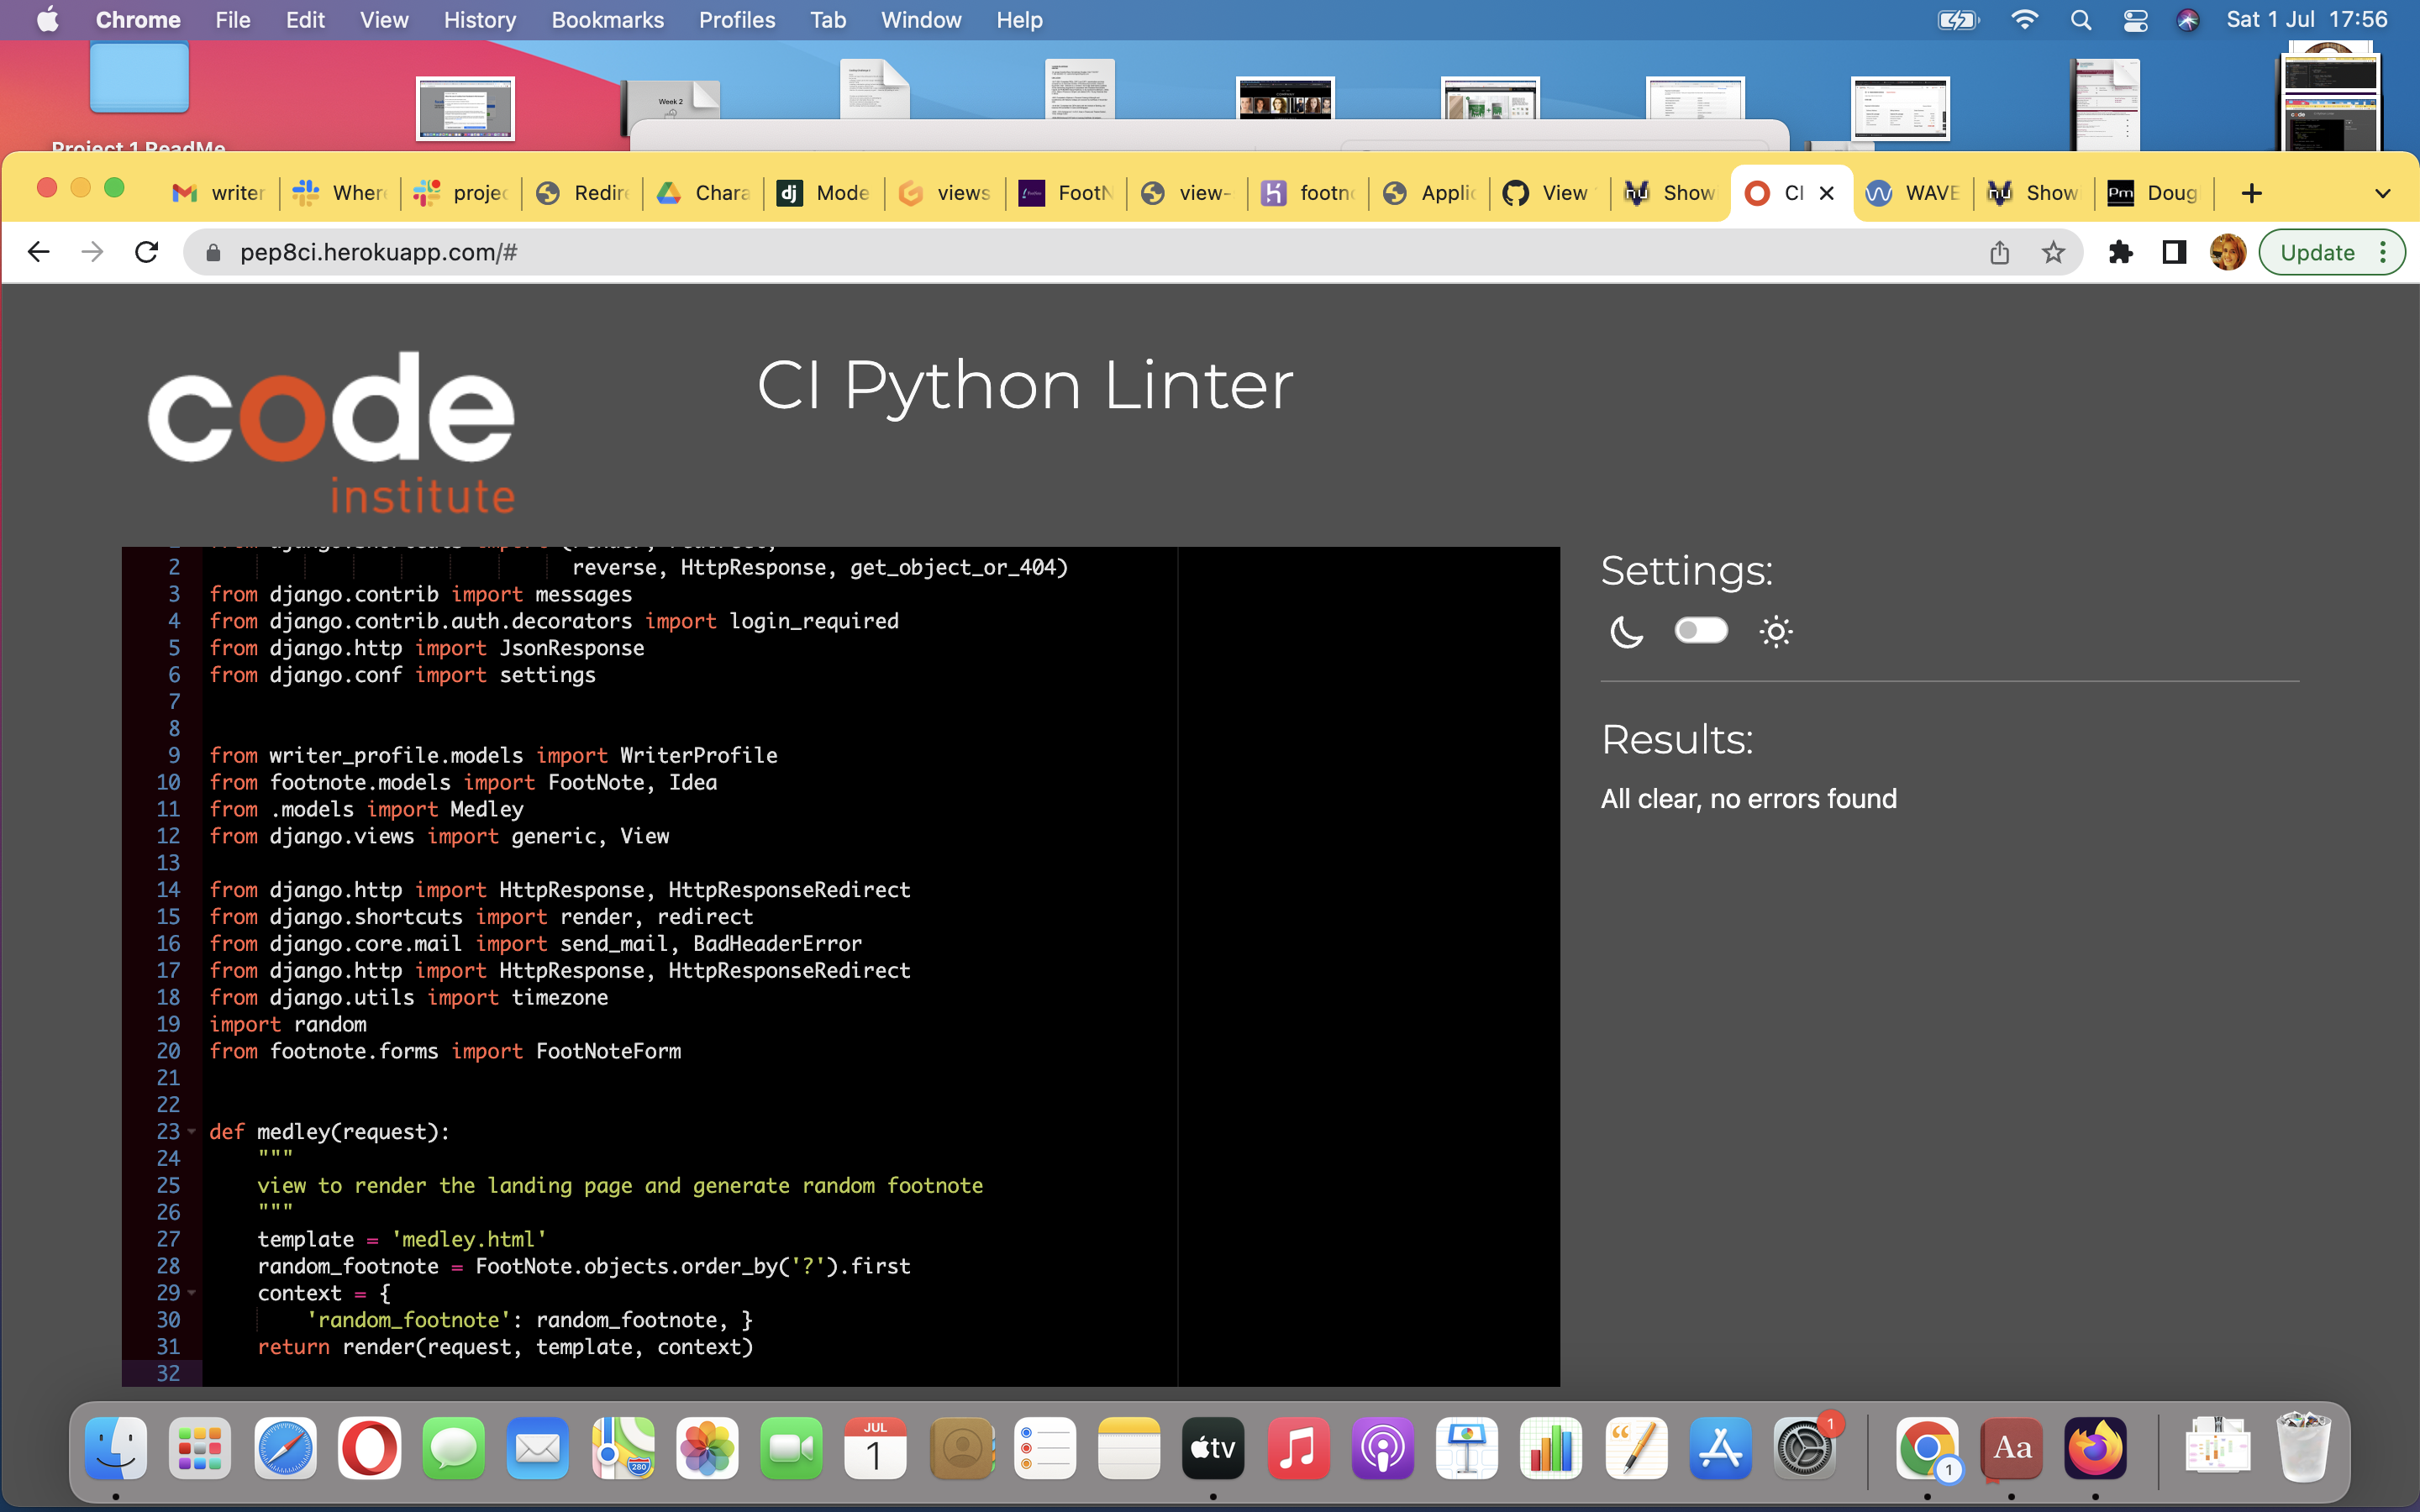 Chrome File Edit View History Bookmarks Profiles Tab Window Help Sat 1 Jul 17:56
Week 2
Project 1 ReadMe
writer Where projec Redire Chara dj Mode views FootN view- footno Applic View Show CI WAVE Show Pm Doug
pep8ci.herokuapp.com/# Update
code
institute
CI Python Linter
2 reverse, HttpResponse, get_object_or_404)
3 from django.contrib import messages
4 from django.contrib.auth.decorators import login_required
5 from django.http import JsonResponse
6 from django.conf import settings
7
8
9 from writer_profile.models import WriterProfile
10 from footnote.models import FootNote, Idea
11 from .models import Medley
12 from django.views import generic, View
13
14 from django.http import HttpResponse, HttpResponseRedirect
15 from django.shortcuts import render, redirect
16 from django.core.mail import send_mail, BadHeaderError
17 from django.http import HttpResponse, HttpResponseRedirect
18 from django.utils import timezone
19 import random
20 from footnote.forms import FootNoteForm
21
22
23 def medley(request):
24 """
25 view to render the landing page and generate random footnote
26 """
27 template = 'medley.html'
28 random_footnote = FootNote.objects.order_by('?').first
29 context = {
30 'random_footnote': random_footnote, }
31 return render(request, template, context)
32
Settings:
Results:
All clear, no errors found
JUL
1
280
tv
1
1
Aa